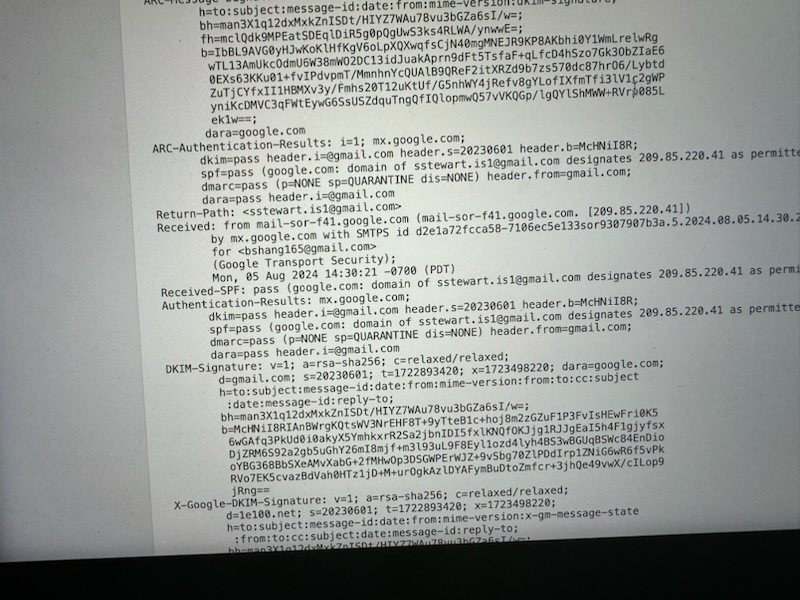 h=to:subject:message-id:date:from:mime-version:dkim-signature;
bh=man3X1q12dxMxkZnISDt/HIYZ7WAu78vu3bGZa6sI/w=;
fh=mclQdk9MPEatSDEqlDiR5g0pQgUwS3ks4RLWA/ynwwE=;
b=IbBL9AVG0yHJwKoKlHfKgV6oLpXQXwqfsCjN40mgMNEJR9KP8AKbhi0Y1WmLrelwRg
wTL13AmUkcOdmU6W38mWO2DC13idJuakAprn9dFt5TsfaF+qLfcD4hSzo7Gk3ObZIaE6
0EXs63KKu01+fvIPdvpmT/MmnhnYcQUAlB9QReF2itXRZd9b7zs570dc87hrO6/Lybtd
ZuTjCYfxII1HBMXv3y/Fmhs20T12uKtUf/G5nhWY4jRefv8gYLofIXfmTfi3lV1c2gWP
yniKcDMVC3qFWtEywG6SsUSZdquTngQfIQlopmwQ57vVKQGp/lgQYlShMWW+RVrp085L
ek1w==;
dara=google.com
ARC-Authentication-Results: i=1; mx.google.com;
dkim=pass header.i=@gmail.com header.s=20230601 header.b=McHNiI8R;
spf=pass (google.com: domain of sstewart.is1@gmail.com designates 209.85.220.41 as permitte
dmarc=pass (p=NONE sp=QUARANTINE dis=NONE) header.from=gmail.com;
dara=pass header.i=@gmail.com
Return-Path: <sstewart.is1@gmail.com>
Received: from mail-sor-f41.google.com (mail-sor-f41.google.com. [209.85.220.41])
by mx.google.com with SMTPS id d2e1a72fcca58-7106ec5e133sor9307907b3a.5.2024.08.05.14.30.2
for <bshang165@gmail.com>
(Google Transport Security);
Mon, 05 Aug 2024 14:30:21 -0700 (PDT)
Received-SPF: pass (google.com: domain of sstewart.is1@gmail.com designates 209.85.220.41 as permi
Authentication-Results: mx.google.com;
dkim=pass header.i=@gmail.com header.s=20230601 header.b=McHNiI8R;
spf=pass (google.com: domain of sstewart.is1@gmail.com designates 209.85.220.41 as permitte
dmarc=pass (p=NONE sp=QUARANTINE dis=NONE) header.from=gmail.com;
dara=pass header.i=@gmail.com
DKIM-Signature: v=1; a=rsa-sha256; c=relaxed/relaxed;
d=gmail.com; s=20230601; t=1722893420; x=1723498220; dara=google.com;
h=to:subject:message-id:date:from:mime-version:from:to:cc:subject
:date:message-id:reply-to;
bh=man3X1q12dxMxkZnISDt/HIYZ7WAu78vu3bGZa6sI/w=;
b=McHNiI8RIAnBWrgKQtsWV3NrEHF8T+9yTteB1c+hoj8m2zGZuF1P3FvIsHEwFri0K5
6wGAfq3PkUd0i0akyX5YmhkxrR2Sa2jbnIDI5fxlKNQfOKJjg1RJJgEaI5h4F1gjyfsx
DjZRM6S92a2gb5uGhY26mI8mjf+m3l93uL9F8Eyl1ozd4lyh4BS3wBGUqBSWc84EnDio
oYBG368BbSXeAMvXabG+2fMHwOp3DSGWPErWJZ+9vSbg70ZlPOdIrp1ZNiG6wR6f5vPk
RVo7EK5cvazBdVah0HTz1jD+M+urOgkAzlDYAFymBuDtoZmfcr+3jhQe49vwX/cILop9
jRng==
X-Google-DKIM-Signature: v=1; a=rsa-sha256; c=relaxed/relaxed;
d=1e100.net; s=20230601; t=1722893420; x=1723498220;
h=to:subject:message-id:date:from:mime-version:x-gm-message-state
:from:to:cc:subject:date:message-id:reply-to;
bh=man3X1q12dxMxkZnISDt/HIYZ7WAu78vu3bGZa6sI/w=;